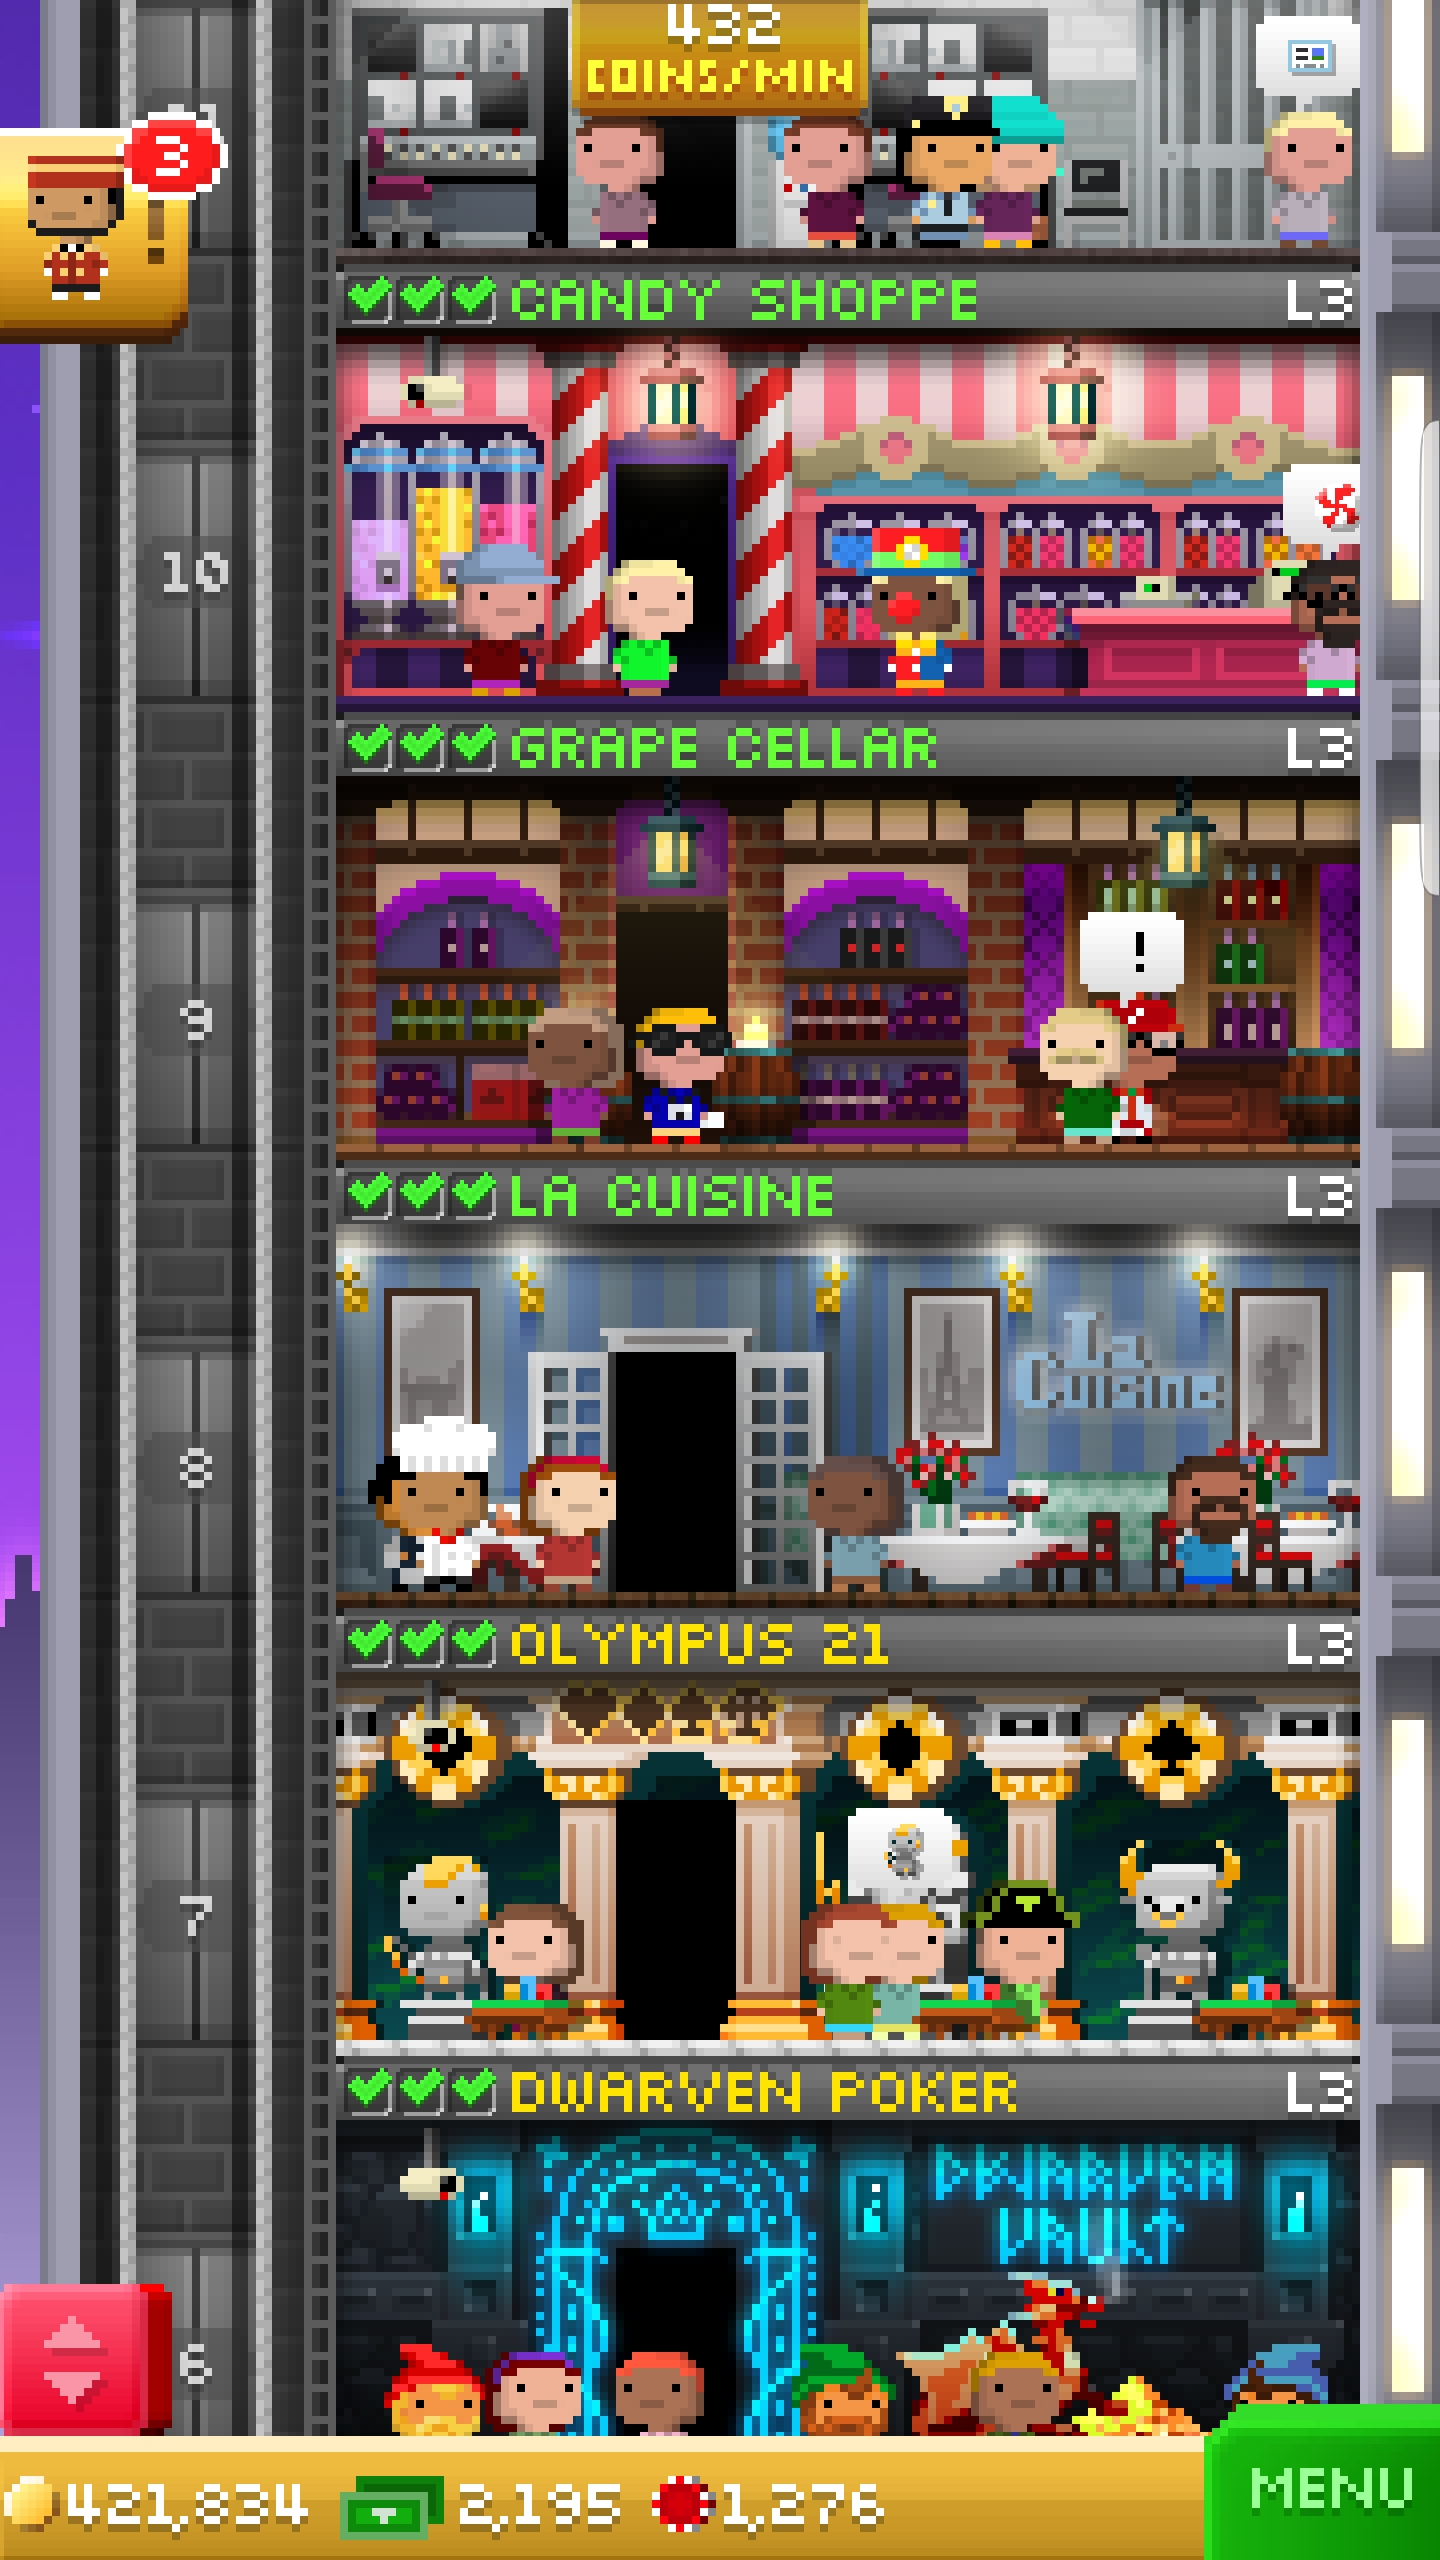 432
COINS/MIN
3
!
CANDY SHOPPE L3
10
GRAPE CELLAR L3
!
9
LA CUISINE L3
La
Cuisine
8
OLYMPUS 21 L3
7
DWARVEN POKER L3
DWARVEN
VAULT
6
421,834 2,195 1,276
MENU